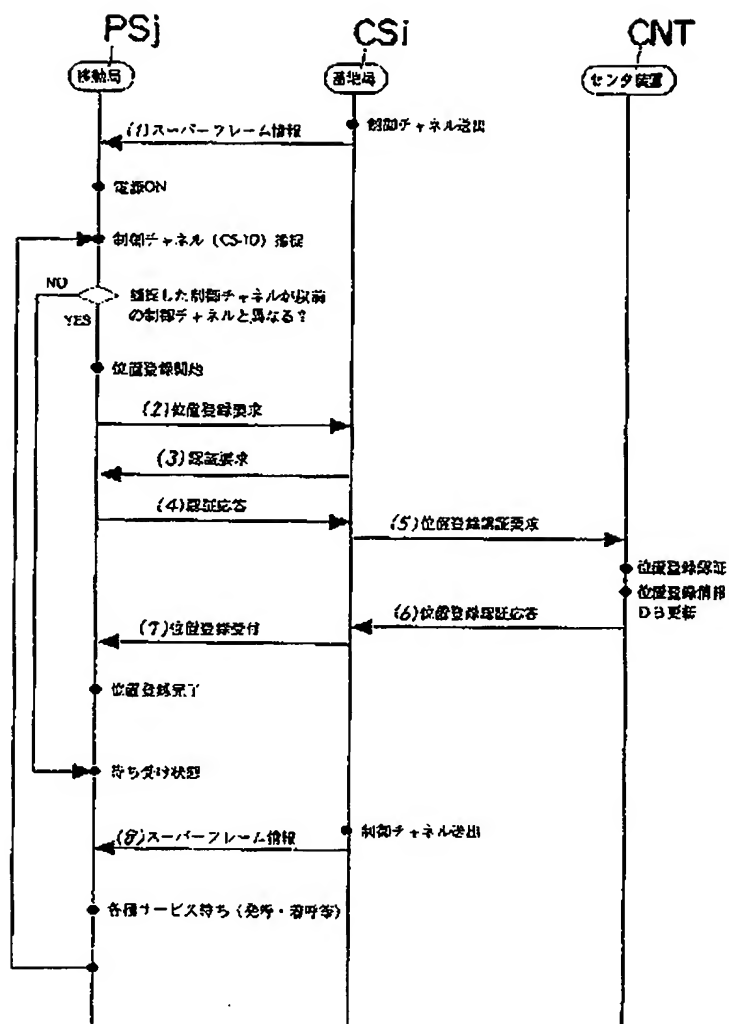 PSj
CSi
CNT
移動局
基地局
センタ装置
制御チャネル送出
(1)スーパーフレーム情報
電源ON
制御チャネル (CS-ID) 捕捉
NO
捕捉した制御チャネルが以前
の制御チャネルと異なる?
YES
位置登録開始
(2)位置登録要求
(3)認証要求
(4)認証応答
(5)位置登録認証要求
位置登録認証
位置登録情報
DB更新
(6)位置登録認証応答
(7)位置登録受付
位置登録完了
待ち受け状態
制御チャネル送出
(8)スーパーフレーム情報
各種サービス待ち (発呼・着呼等)